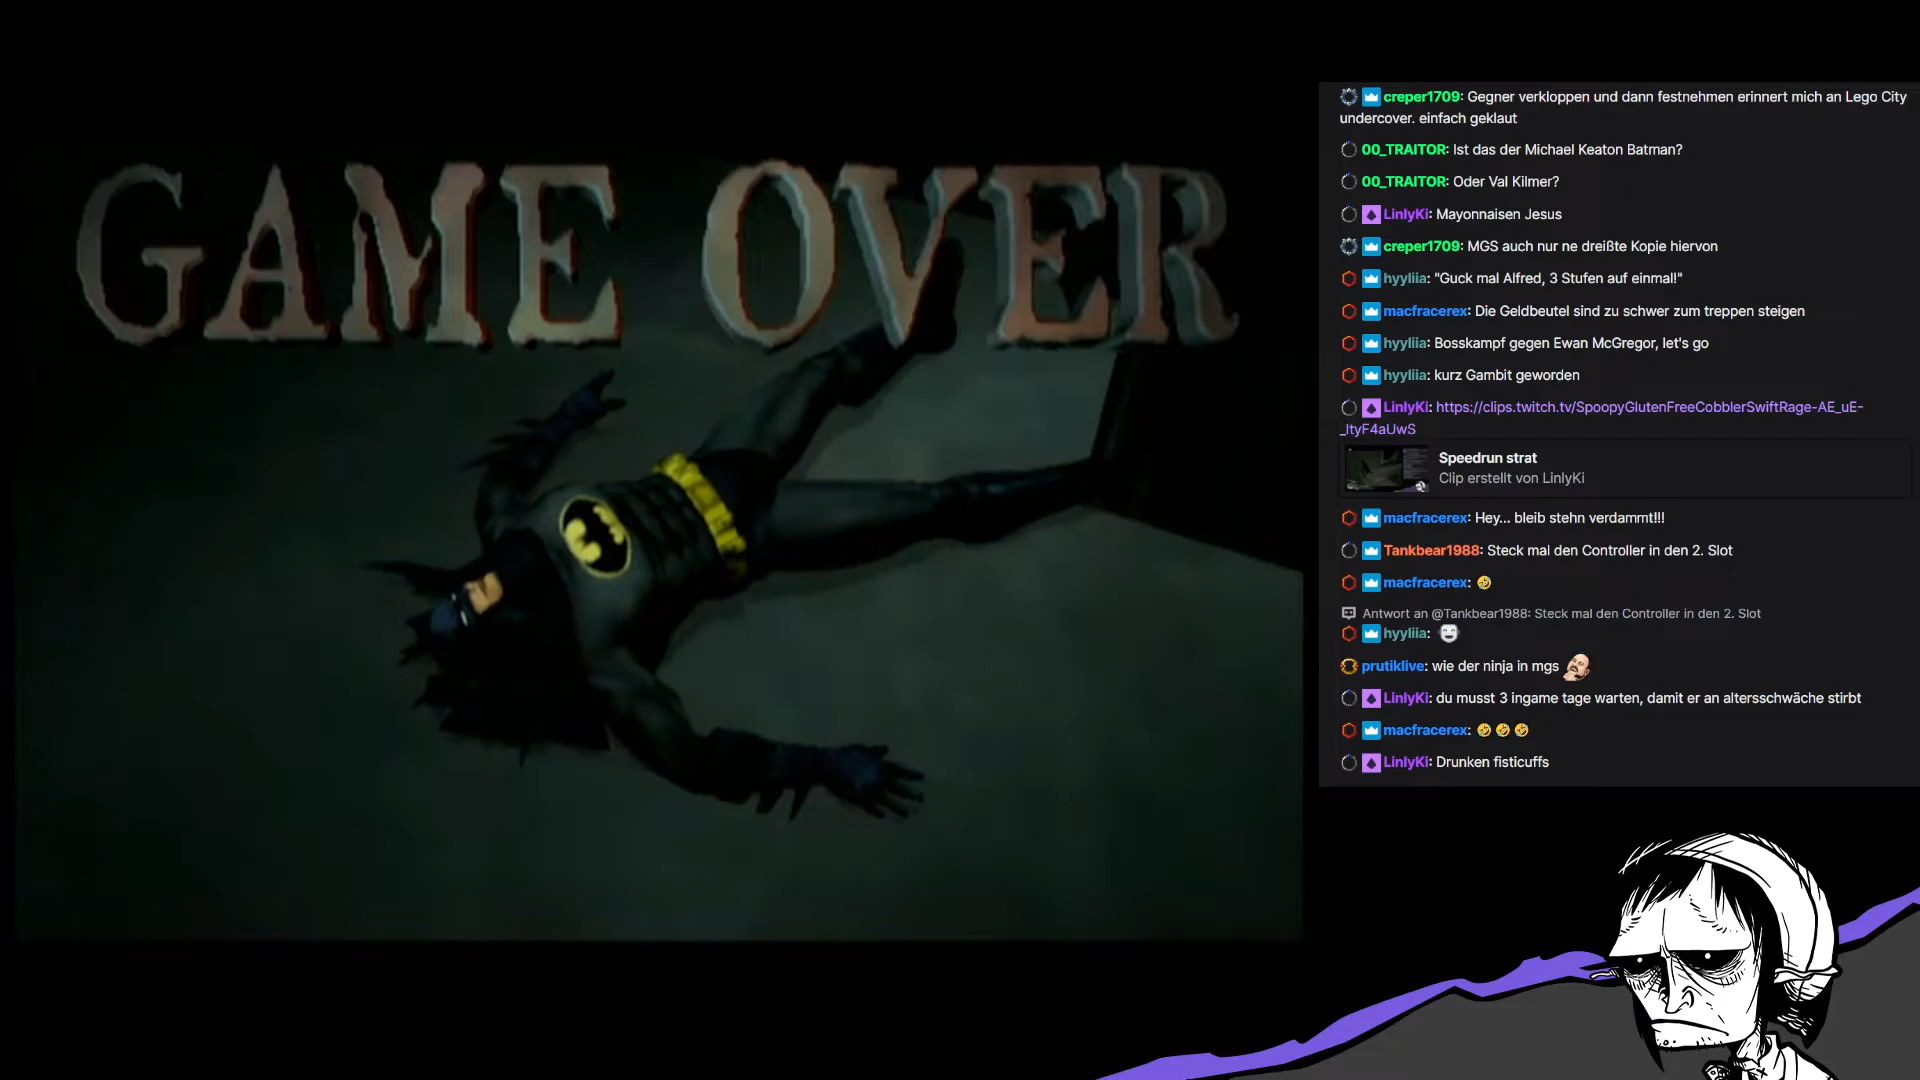 GAME OVER
creper1709: Gegner verkloppen und dann festnehmen erinnert mich an Lego City
undercover. einfach geklaut
00_TRAITOR: Ist das der Michael Keaton Batman?
00_TRAITOR: Oder Val Kilmer?
LinlyKi: Mayonnaisen Jesus
creper1709: MGS auch nur ne dreißte Kopie hiervon
hyyliia: "Guck mal Alfred, 3 Stufen auf einmal!"
macfracerex: Die Geldbeutel sind zu schwer zum treppen steigen
hyyliia: Bosskampf gegen Ewan McGregor, let's go
hyyliia: kurz Gambit geworden
LinlyKi: https://clips.twitch.tv/SpoopyGlutenFreeCobblerSwiftRage-AE_uE-
_ltyF4aUwS
Speedrun strat
Clip erstellt von LinlyKi
macfracerex: Hey... bleib stehn verdammt!!!
Tankbear1988: Steck mal den Controller in den 2. Slot
macfracerex: 🤣
Antwort an @Tankbear1988: Steck mal den Controller in den 2. Slot
hyyliia:
prutiklive: wie der ninja in mgs
LinlyKi: du musst 3 ingame tage warten, damit er an altersschwäche stirbt
macfracerex: 🤣 🤣 🤣
LinlyKi: Drunken fisticuffs